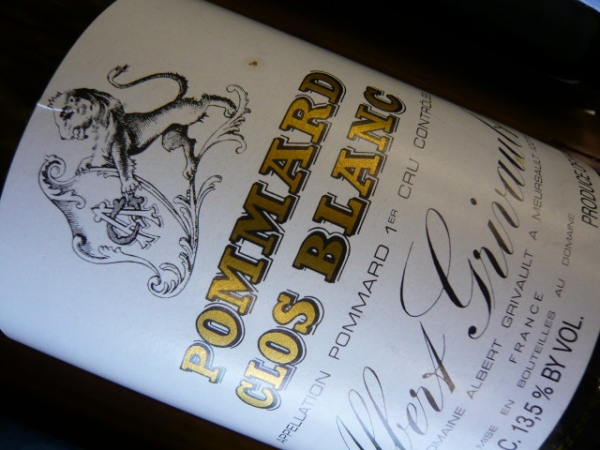 POMMARD
CLOS BLANC
APPELLATION POMMARD 1ER CRU CONTRÔLÉE
Albert Grivault
DOMAINE ALBERT GRIVAULT A MEURSAULT
FRANCE
MISE EN BOUTEILLES AU DOMAINE
C. 13,5 % BY VOL.
PRODUCE